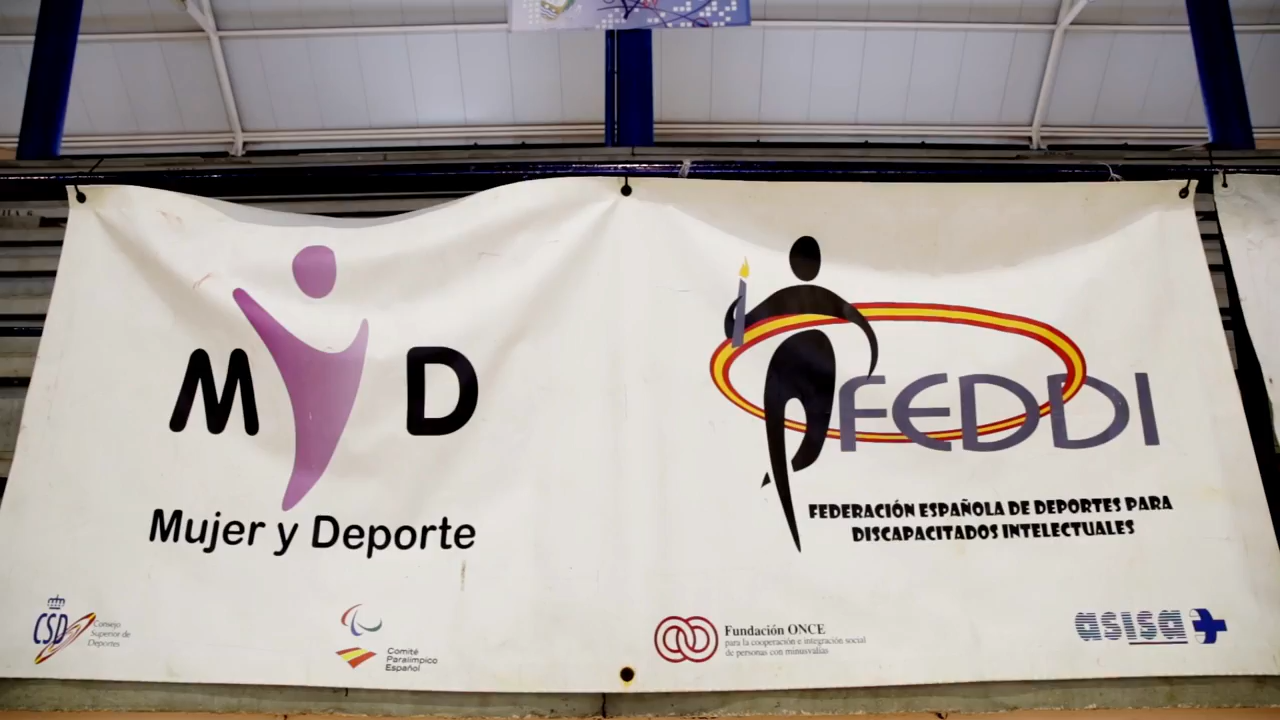 M D
Mujer y Deporte
CSD
Consejo
Superior de
Deportes
Comité
Paralímpico
Español
FEDDI
FEDERACIÓN ESPAÑOLA DE DEPORTES PARA
DISCAPACITADOS INTELECTUALES
Fundación ONCE
para la cooperación e integración social
de personas con minusvalías
asisa